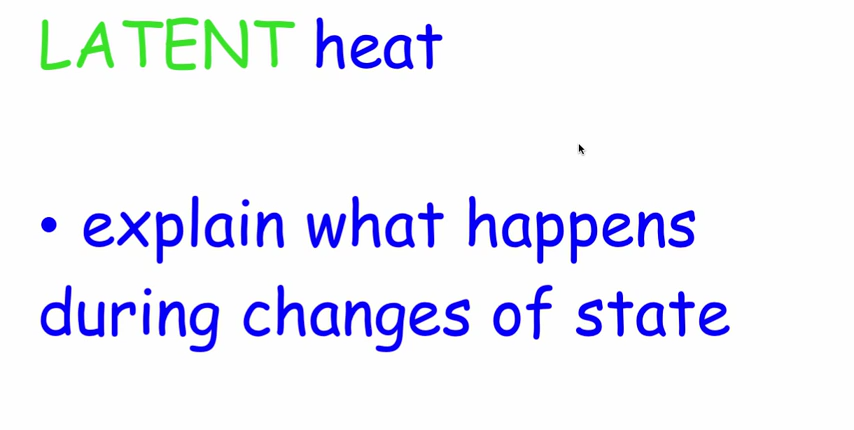 LATENT heat
• explain what happens
during changes of state